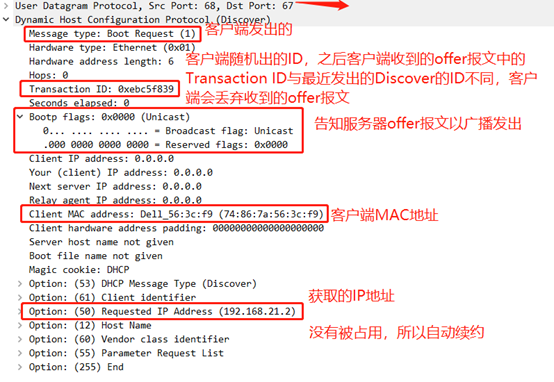 User Datagram Protocol, Src Port: 68, Dst Port: 67
Dynamic Host Configuration Protocol (Discover)
Message type: Boot Request (1)
客户端发出的
Hardware type: Ethernet (0x01)
Hardware address length: 6
Hops: 0
Transaction ID: 0xebc5f839
Seconds elapsed: 0
客户端随机出的ID，之后客户端收到的offer报文中的
Transaction ID与最近发出的Discover的ID不同，客户
端会丢弃收到的offer报文
Bootp flags: 0x0000 (Unicast)
0... .... .... .... = Broadcast flag: Unicast
.000 0000 0000 0000 = Reserved flags: 0x0000
告知服务器offer报文以广播发出
Client IP address: 0.0.0.0
Your (client) IP address: 0.0.0.0
Next server IP address: 0.0.0.0
Relay agent IP address: 0.0.0.0
Client MAC address: Dell_56:3c:f9 (74:86:7a:56:3c:f9)
客户端MAC地址
Client hardware address padding: 00000000000000000000
Server host name not given
Boot file name not given
Magic cookie: DHCP
Option: (53) DHCP Message Type (Discover)
Option: (61) Client identifier
获取的IP地址
Option: (50) Requested IP Address (192.168.21.2)
Option: (12) Host Name
Option: (60) Vendor class identifier
没有被占用，所以自动续约
Option: (55) Parameter Request List
Option: (255) End